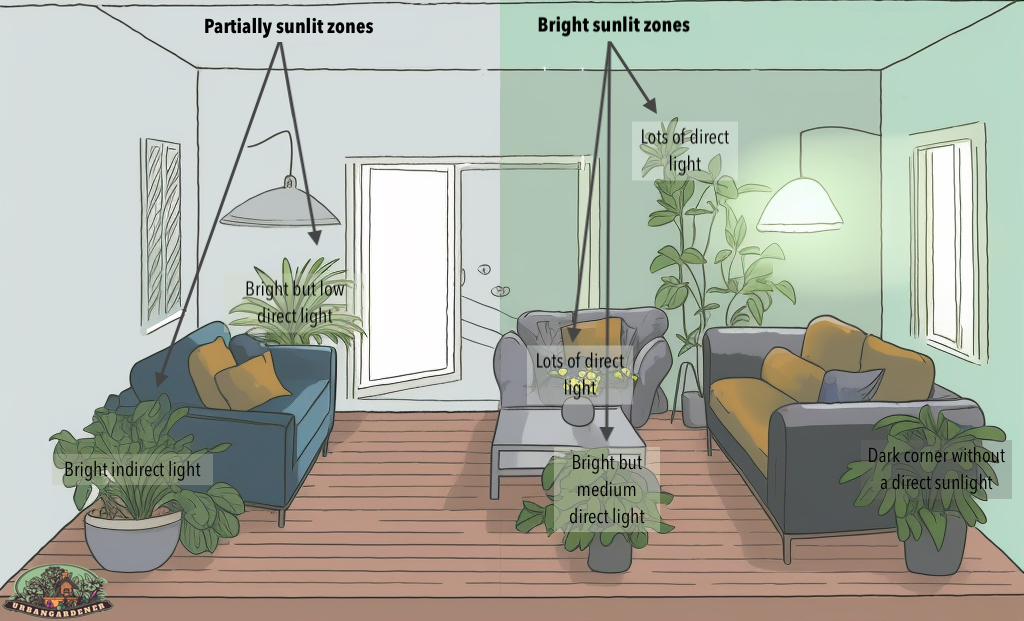 Partially sunlit zones
Bright sunlit zones
Lots of direct
light
Bright but low
direct light
Lots of direct
light
Bright indirect light
Bright but
medium
direct light
Dark corner without
a direct sunlight
URBANGARDENER